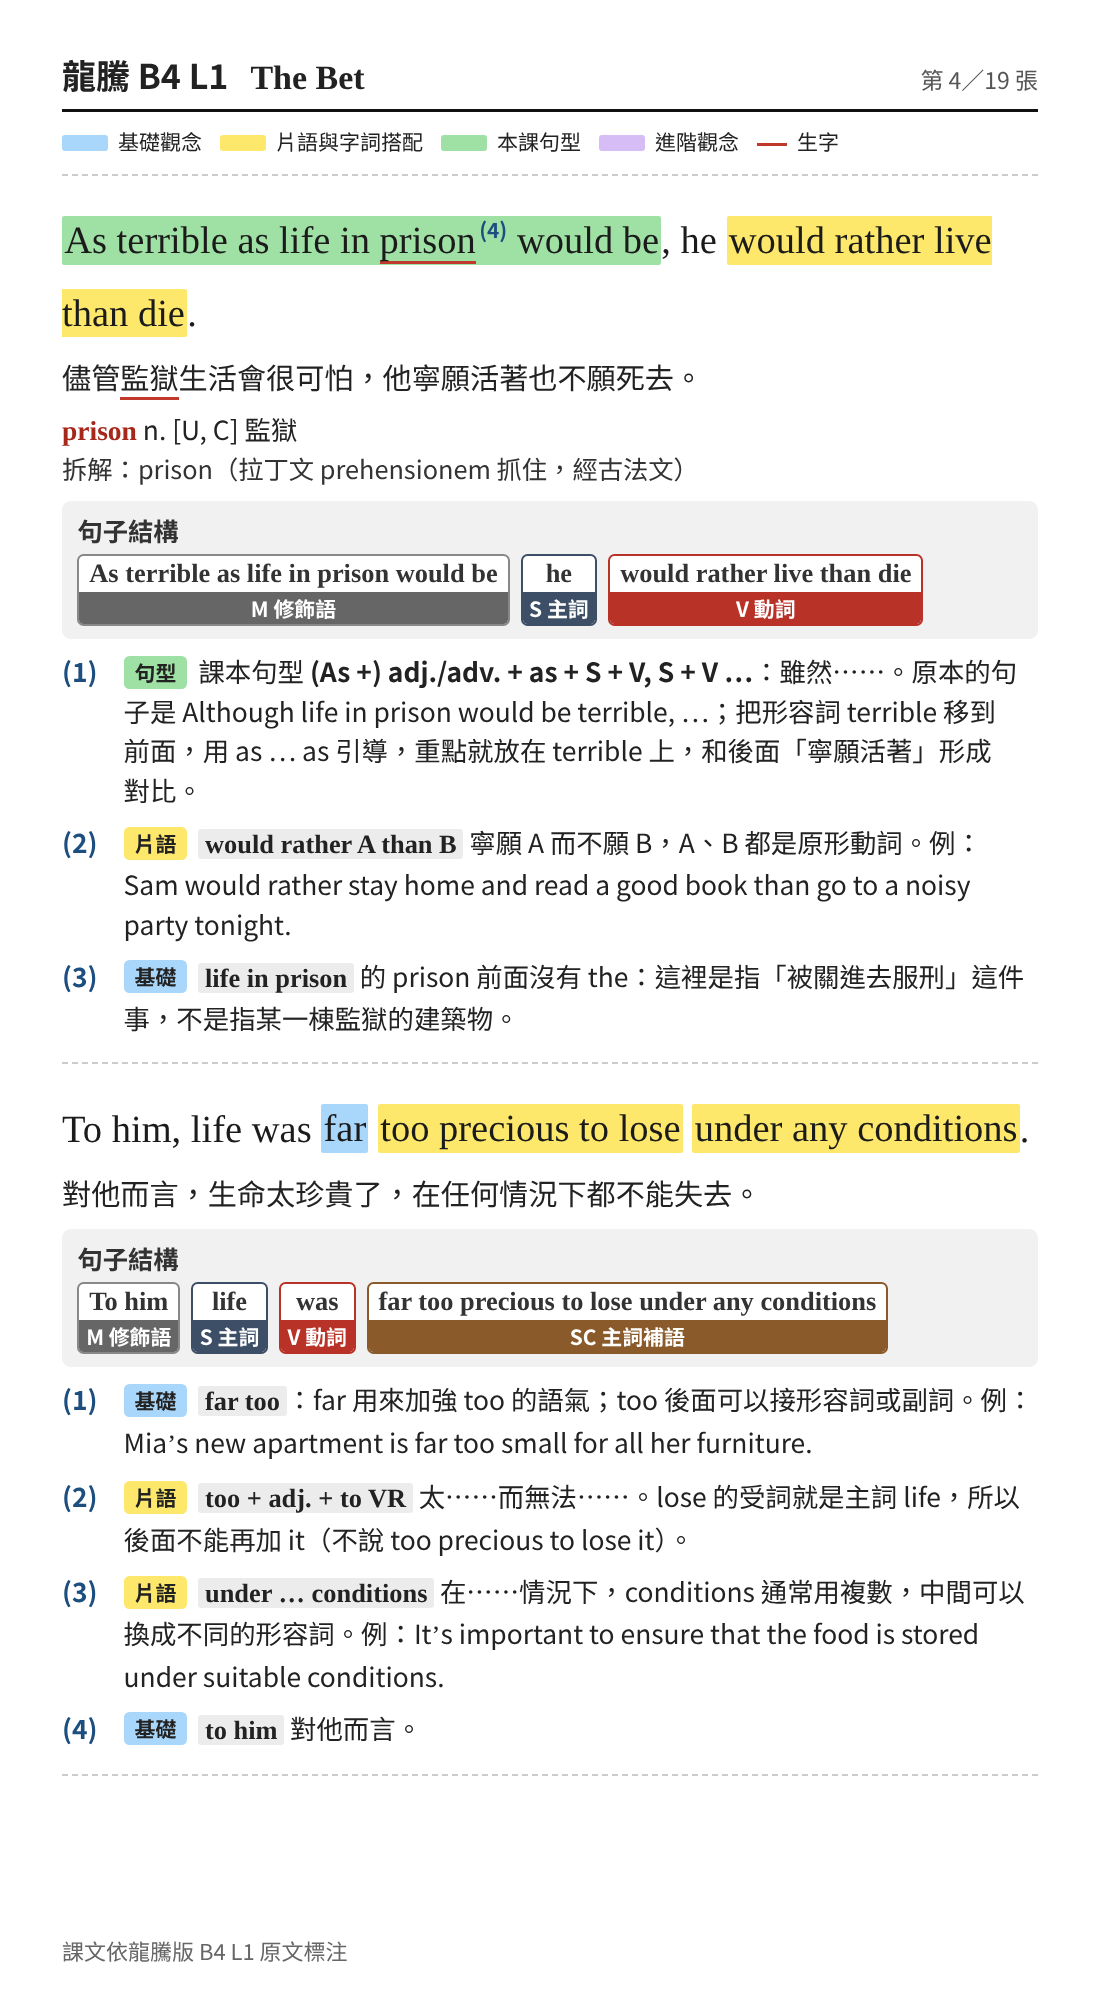 龍騰 B4 L1 The Bet
第 4／19 張
基礎觀念 片語與字詞搭配 本課句型 進階觀念 生字
As terrible as life in prison(4) would be, he would rather live
than die.
儘管監獄生活會很可怕，他寧願活著也不願死去。
prison n. [U, C] 監獄
拆解：prison（拉丁文 prehensionem 抓住，經古法文）
句子結構
As terrible as life in prison would be he would rather live than die
M 修飾語 S 主詞 V 動詞
(1) 句型 課本句型 (As +) adj./adv. + as + S + V, S + V …：雖然⋯⋯。原本的句
子是 Although life in prison would be terrible, …；把形容詞 terrible 移到
前面，用 as … as 引導，重點就放在 terrible 上，和後面「寧願活著」形成
對比。
(2) 片語 would rather A than B 寧願 A 而不願 B，A、B 都是原形動詞。例：
Sam would rather stay home and read a good book than go to a noisy
party tonight.
(3) 基礎 life in prison 的 prison 前面沒有 the：這裡是指「被關進去服刑」這件
事，不是指某一棟監獄的建築物。
To him, life was far too precious to lose under any conditions.
對他而言，生命太珍貴了，在任何情況下都不能失去。
句子結構
To him life was far too precious to lose under any conditions
M 修飾語 S 主詞 V 動詞 SC 主詞補語
(1) 基礎 far too：far 用來加強 too 的語氣；too 後面可以接形容詞或副詞。例：
Mia’s new apartment is far too small for all her furniture.
(2) 片語 too + adj. + to VR 太⋯⋯而無法⋯⋯。lose 的受詞就是主詞 life，所以
後面不能再加 it（不說 too precious to lose it）。
(3) 片語 under … conditions 在⋯⋯情況下，conditions 通常用複數，中間可以
換成不同的形容詞。例：It’s important to ensure that the food is stored
under suitable conditions.
(4) 基礎 to him 對他而言。
課文依龍騰版 B4 L1 原文標注